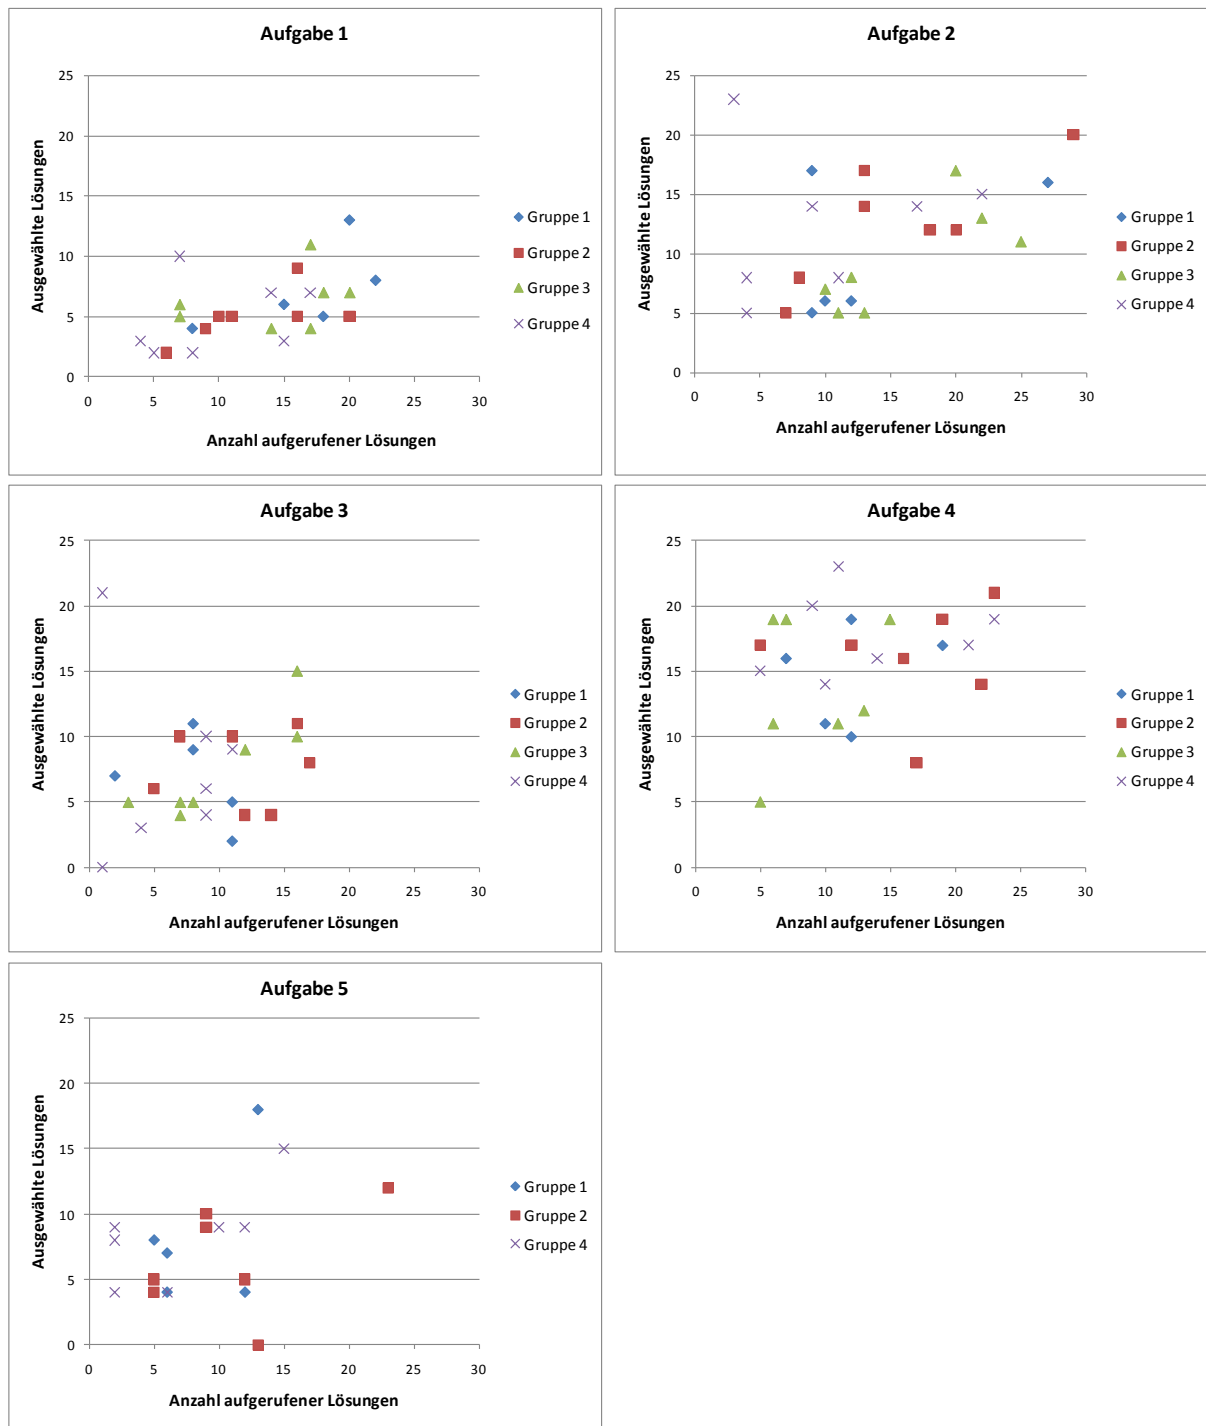 Aufgabe 1
Ausgewählte Lösungen
25
20
15
10
5
0
0 5 10 15 20 25 30
Anzahl aufgerufener Lösungen
Gruppe 1
Gruppe 2
Gruppe 3
Gruppe 4
Aufgabe 2
Ausgewählte Lösungen
25
20
15
10
5
0
0 5 10 15 20 25 30
Anzahl aufgerufener Lösungen
Gruppe 1
Gruppe 2
Gruppe 3
Gruppe 4
Aufgabe 3
Ausgewählte Lösungen
25
20
15
10
5
0
0 5 10 15 20 25 30
Anzahl aufgerufener Lösungen
Gruppe 1
Gruppe 2
Gruppe 3
Gruppe 4
Aufgabe 4
Ausgewählte Lösungen
25
20
15
10
5
0
0 5 10 15 20 25 30
Anzahl aufgerufener Lösungen
Gruppe 1
Gruppe 2
Gruppe 3
Gruppe 4
Aufgabe 5
Ausgewählte Lösungen
25
20
15
10
5
0
0 5 10 15 20 25 30
Anzahl aufgerufener Lösungen
Gruppe 1
Gruppe 2
Gruppe 4